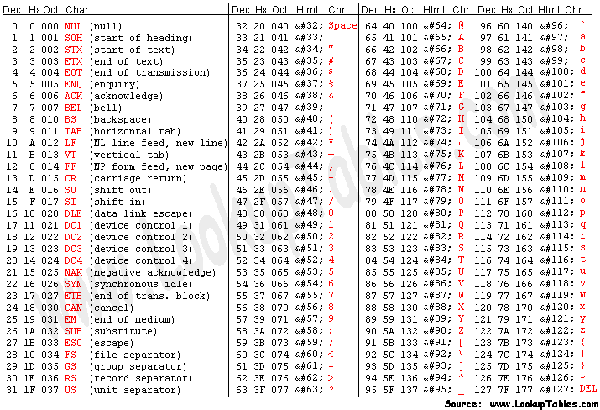 Dec Hx Oct Char Dec Hx Oct Html Chr Dec Hx Oct Html Chr Dec Hx Oct Html Chr
0 0 000 NUL (null) 32 20 040 &#32; Space 64 40 100 &#64; @ 96 60 140 &#96; `
1 1 001 SOH (start of heading) 33 21 041 &#33; ! 65 41 101 &#65; A 97 61 141 &#97; a
2 2 002 STX (start of text) 34 22 042 &#34; " 66 42 102 &#66; B 98 62 142 &#98; b
3 3 003 ETX (end of text) 35 23 043 &#35; # 67 43 103 &#67; C 99 63 143 &#99; c
4 4 004 EOT (end of transmission) 36 24 044 &#36; $ 68 44 104 &#68; D 100 64 144 &#100; d
5 5 005 ENQ (enquiry) 37 25 045 &#37; % 69 45 105 &#69; E 101 65 145 &#101; e
6 6 006 ACK (acknowledge) 38 26 046 &#38; & 70 46 106 &#70; F 102 66 146 &#102; f
7 7 007 BEL (bell) 39 27 047 &#39; ' 71 47 107 &#71; G 103 67 147 &#103; g
8 8 010 BS (backspace) 40 28 050 &#40; ( 72 48 110 &#72; H 104 68 150 &#104; h
9 9 011 TAB (horizontal tab) 41 29 051 &#41; ) 73 49 111 &#73; I 105 69 151 &#105; i
10 A 012 LF (NL line feed, new line) 42 2A 052 &#42; * 74 4A 112 &#74; J 106 6A 152 &#106; j
11 B 013 VT (vertical tab) 43 2B 053 &#43; + 75 4B 113 &#75; K 107 6B 153 &#107; k
12 C 014 FF (NP form feed, new page) 44 2C 054 &#44; , 76 4C 114 &#76; L 108 6C 154 &#108; l
13 D 015 CR (carriage return) 45 2D 055 &#45; - 77 4D 115 &#77; M 109 6D 155 &#109; m
14 E 016 SO (shift out) 46 2E 056 &#46; . 78 4E 116 &#78; N 110 6E 156 &#110; n
15 F 017 SI (shift in) 47 2F 057 &#47; / 79 4F 117 &#79; O 111 6F 157 &#111; o
16 10 020 DLE (data link escape) 48 30 060 &#48; 0 80 50 120 &#80; P 112 70 160 &#112; p
17 11 021 DC1 (device control 1) 49 31 061 &#49; 1 81 51 121 &#81; Q 113 71 161 &#113; q
18 12 022 DC2 (device control 2) 50 32 062 &#50; 2 82 52 122 &#82; R 114 72 162 &#114; r
19 13 023 DC3 (device control 3) 51 33 063 &#51; 3 83 53 123 &#83; S 115 73 163 &#115; s
20 14 024 DC4 (device control 4) 52 34 064 &#52; 4 84 54 124 &#84; T 116 74 164 &#116; t
21 15 025 NAK (negative acknowledge) 53 35 065 &#53; 5 85 55 125 &#85; U 117 75 165 &#117; u
22 16 026 SYN (synchronous idle) 54 36 066 &#54; 6 86 56 126 &#86; V 118 76 166 &#118; v
23 17 027 ETB (end of trans. block) 55 37 067 &#55; 7 87 57 127 &#87; W 119 77 167 &#119; w
24 18 030 CAN (cancel) 56 38 070 &#56; 8 88 58 130 &#88; X 120 78 170 &#120; x
25 19 031 EM (end of medium) 57 39 071 &#57; 9 89 59 131 &#89; Y 121 79 171 &#121; y
26 1A 032 SUB (substitute) 58 3A 072 &#58; : 90 5A 132 &#90; Z 122 7A 172 &#122; z
27 1B 033 ESC (escape) 59 3B 073 &#59; ; 91 5B 133 &#91; [ 123 7B 173 &#123; {
28 1C 034 FS (file separator) 60 3C 074 &#60; < 92 5C 134 &#92; \ 124 7C 174 &#124; |
29 1D 035 GS (group separator) 61 3D 075 &#61; = 93 5D 135 &#93; ] 125 7D 175 &#125; }
30 1E 036 RS (record separator) 62 3E 076 &#62; > 94 5E 136 &#94; ^ 126 7E 176 &#126; ~
31 1F 037 US (unit separator) 63 3F 077 &#63; ? 95 5F 137 &#95; _ 127 7F 177 &#127; DEL
Source: www.LookupTables.com